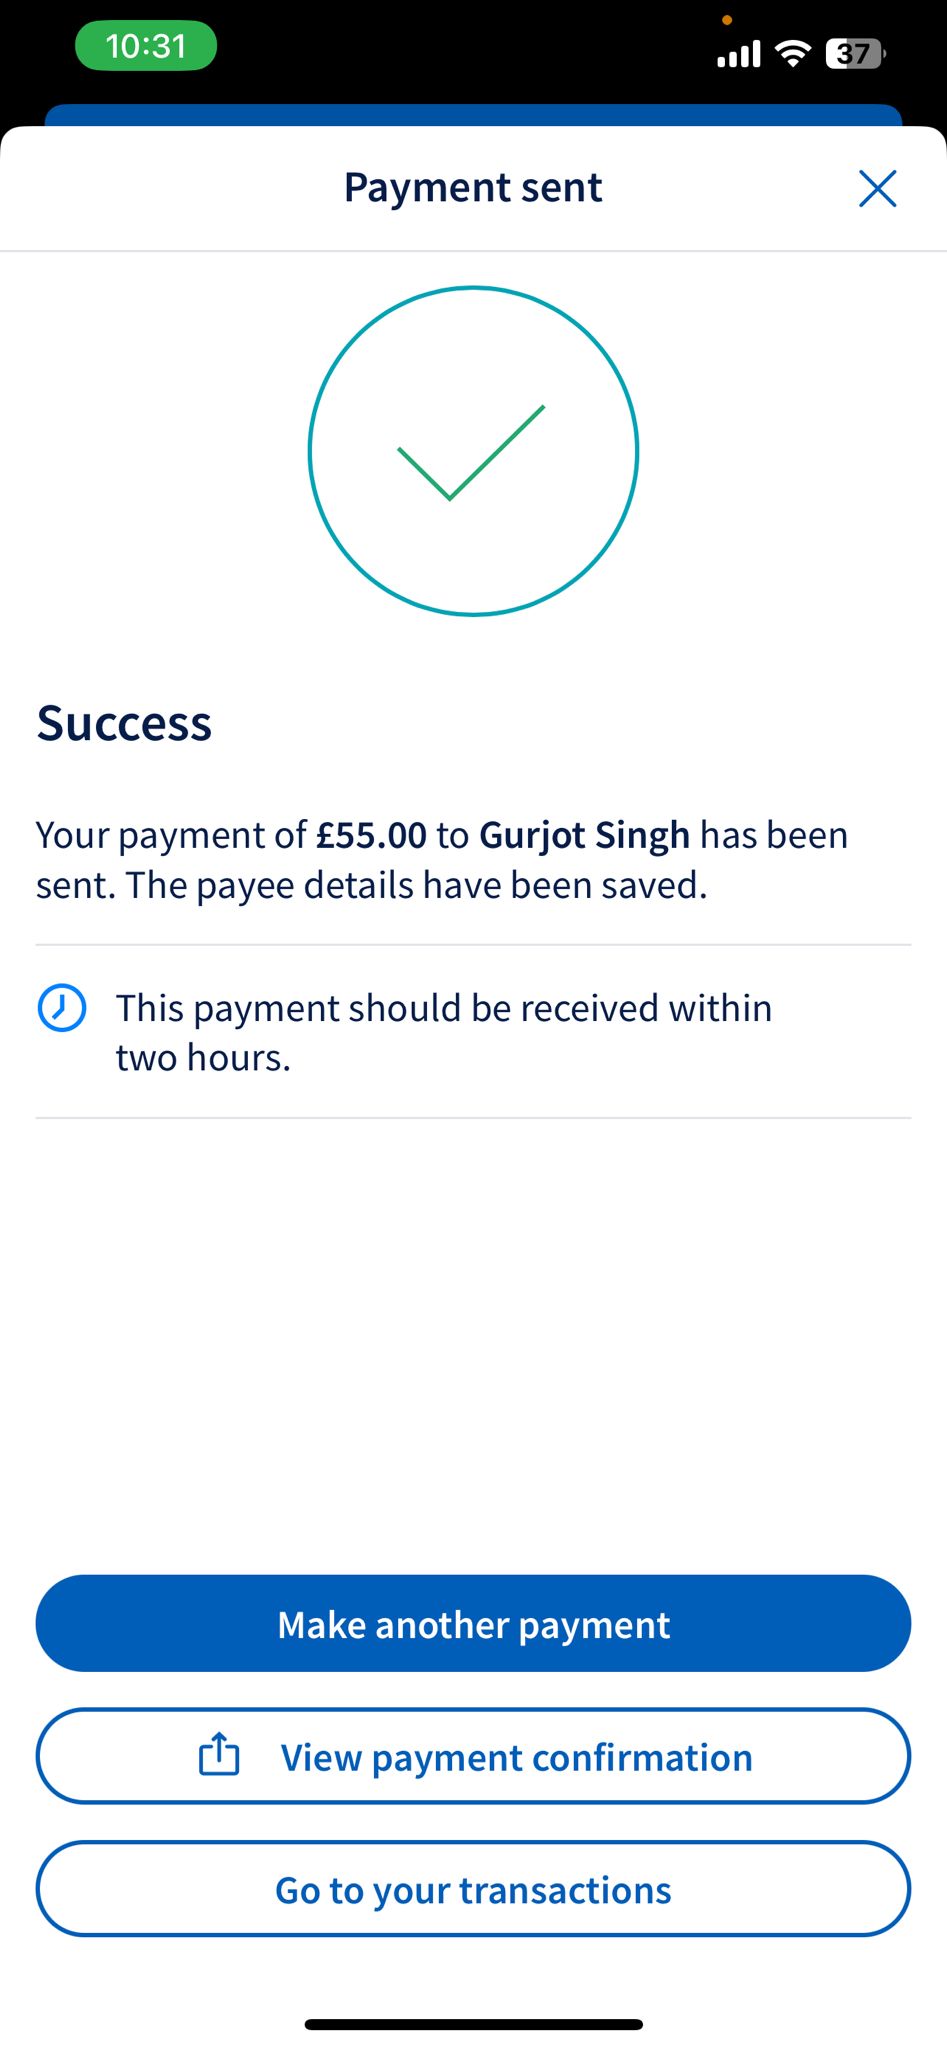 10:31
37
Payment sent
Success
Your payment of £55.00 to Gurjot Singh has been
sent. The payee details have been saved.
This payment should be received within
two hours.
Make another payment
View payment confirmation
Go to your transactions